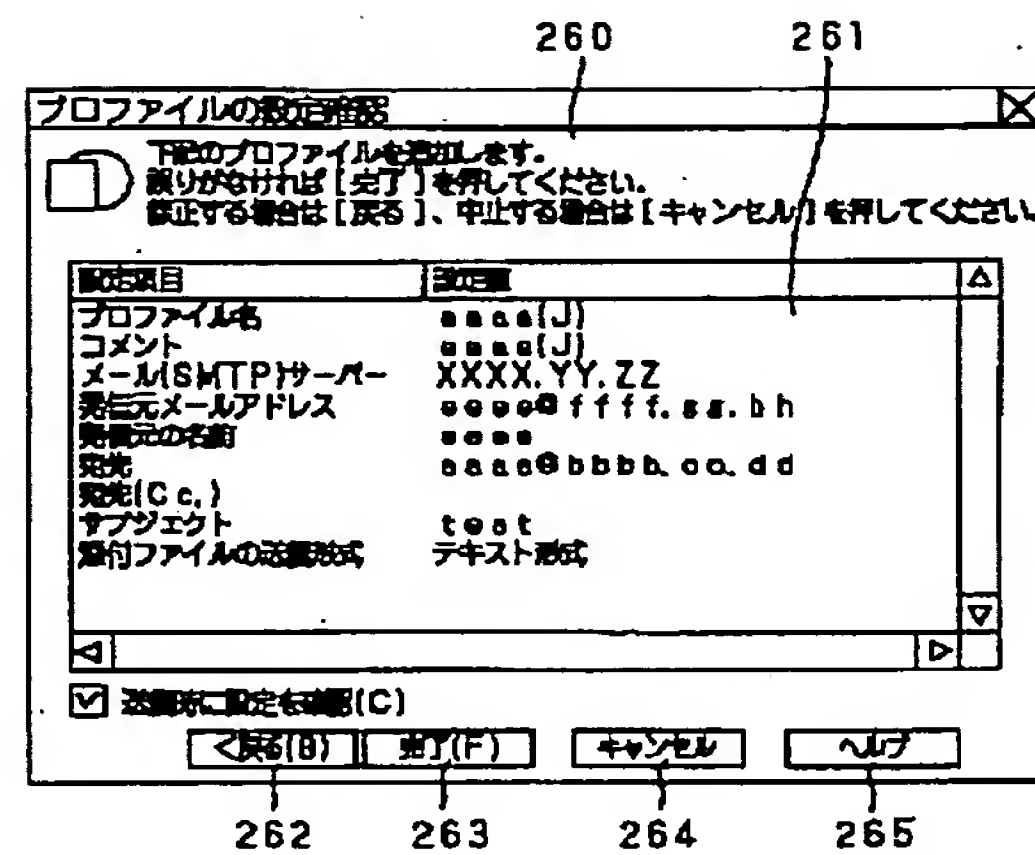 260 261
プロファイルの設定確認
下記のプロファイルを追加します。
誤りがなければ[完了]を押してください。
修正する場合は[戻る]、中止する場合は[キャンセル]を押してください。
設定項目 設定値
プロファイル名 aaaa(J)
コメント aaaa(J)
メール(SMTP)サーバー XXXX.YY.ZZ
発信元メールアドレス eeee@ffff.gg.hh
発信元の名前
宛先 aaaa@bbbb.cc.dd
宛先(Cc.)
サブジェクト test
添付ファイルの送信形式 テキスト形式
送信時に設定を確認(C)
<戻る(B) 完了(F) キャンセル ヘルプ
262 263 264 265